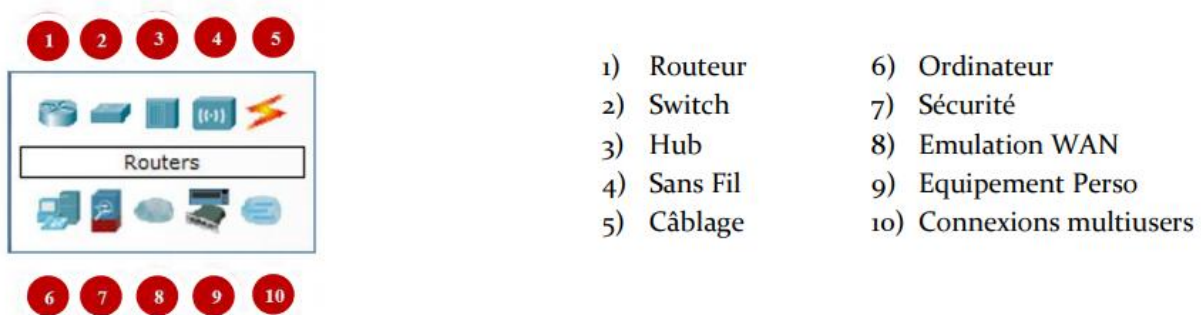 1 2 3 4 5
Routers
6 7 8 9 10
1) Routeur
2) Switch
3) Hub
4) Sans Fil
5) Câblage
6) Ordinateur
7) Sécurité
8) Emulation WAN
9) Equipement Perso
10) Connexions multiusers